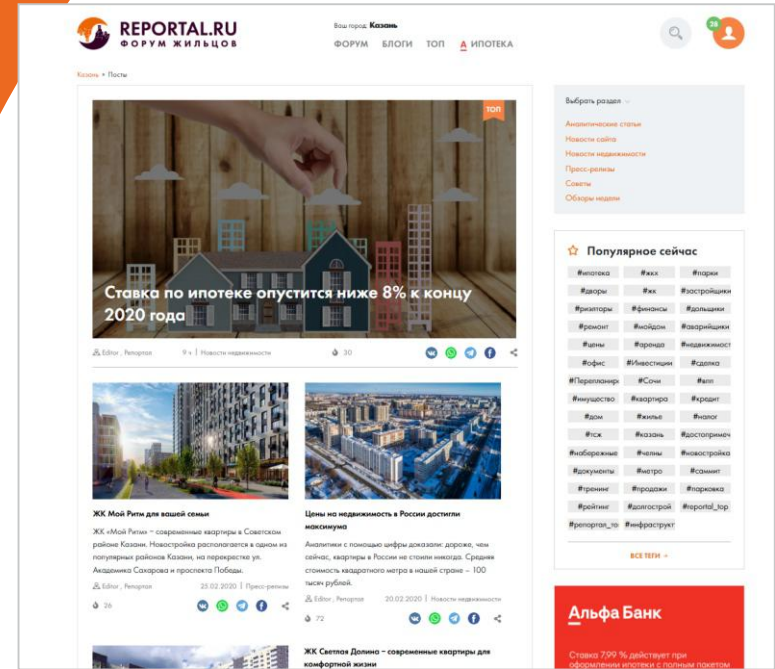 REPORTAL.RU
ФОРУМ ЖИЛЬЦОВ
Ваш город: Казань
ФОРУМ БЛОГИ ТОП А ИПОТЕКА
38
Казань • Посты
ТОП
Ставка по ипотеке опустится ниже 8% к концу
2020 года
Editor, Репортал 9 ч | Новости недвижимости 30
ЖК Мой Ритм для вашей семьи
ЖК «Мой Ритм» – современные квартиры в Советском
районе Казани. Новостройка располагается в одном из
популярных районов Казани, на перекрестке ул.
Академика Сахарова и проспекта Победы.
Editor, Репортал 25.02.2020 | Пресс-релизы
26
Цены на недвижимость в России достигли
максимума
Аналитики с помощью цифры доказали: дороже, чем
сейчас, квартиры в России не стоили никогда. Средняя
стоимость квадратного метра в нашей стране – 100
тысяч рублей.
Editor, Репортал 20.02.2020 | Новости недвижимости
72
ЖК Светлая Долина – современные квартиры для
комфортной жизни
Выбрать раздел
Аналитические статьи
Новости сайта
Новости недвижимости
Пресс-релизы
Советы
Обзоры недели
Популярное сейчас
#ипотека #жкх #парки
#дворы #жк #застройщики
#риэлторы #финансы #дольщики
#ремонт #мойдом #аварийщики
#цены #аренда #недвижимост
#офис #Инвестиции #сделка
#Перепланиро #Сочи #влп
#имущество #квартира #кредит
#дом #жилье #налог
#тсж #казань #достопримеч
#набережные #челны #новостройка
#документы #метро #саммит
#тренинг #продажи #парковка
#рейтинг #долгострой #reportal_top
#репортал_то #инфраструкт
ВСЕ ТЕГИ →
Альфа Банк
Ставка 7,99 % действует при
оформлении ипотеки с полным пакетом